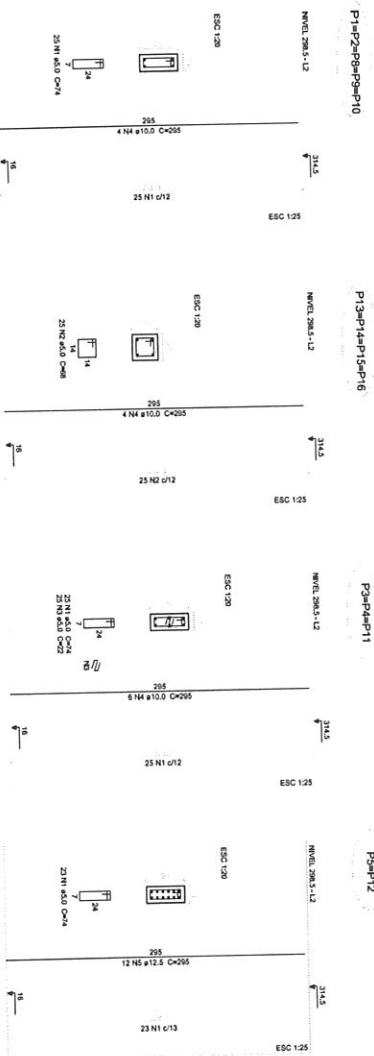 P1=P2=P8=P9=P10
NIVEL 298.5 - L2
ESC 1:20
24
7
25 N1 ø5.0 C=74
295
4 N4 ø10.0 C=295
314.5
16
25 N1 c/12
ESC 1:25
P13=P14=P15=P16
NIVEL 298.5 - L2
ESC 1:20
14
14
25 N2 ø5.0 C=68
295
4 N4 ø10.0 C=295
314.5
16
25 N2 c/12
ESC 1:25
P3=P4=P11
NIVEL 298.5 - L2
ESC 1:20
24
7
25 N1 ø5.0 C=74
25 N3 ø5.0 C=22
295
6 N4 ø10.0 C=295
314.5
16
25 N1 c/12
ESC 1:25
P5=P12
NIVEL 298.5 - L2
ESC 1:20
24
7
23 N1 ø5.0 C=74
295
12 N5 ø12.5 C=295
314.5
16
23 N1 c/13
ESC 1:25